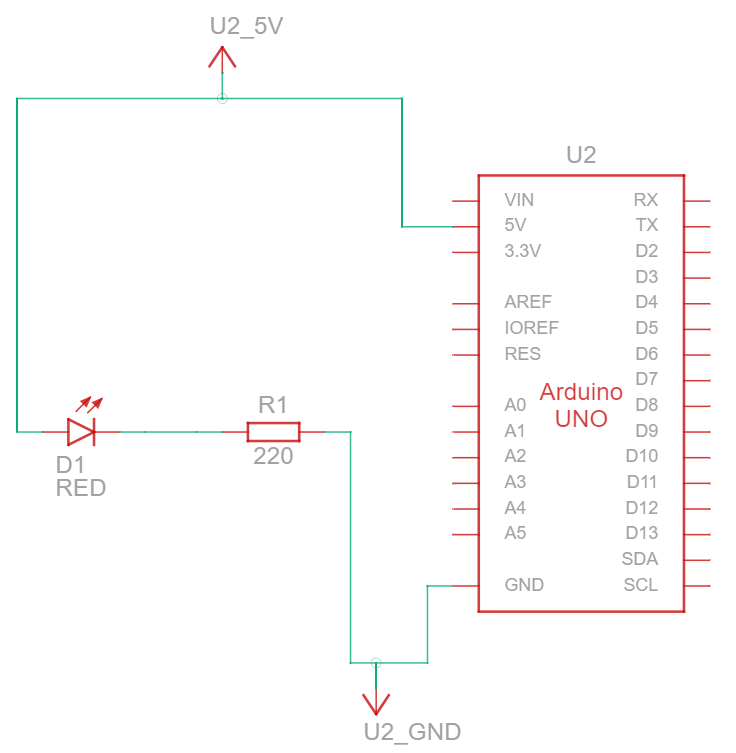 U2_5V
U2
VIN RX
5V TX
3.3V D2
D3
AREF D4
IOREF D5
RES D6
D7
Arduino
UNO
A0 D8
A1 D9
A2 D10
A3 D11
A4 D12
A5 D13
SDA
GND SCL
R1
220
D1
RED
U2_GND